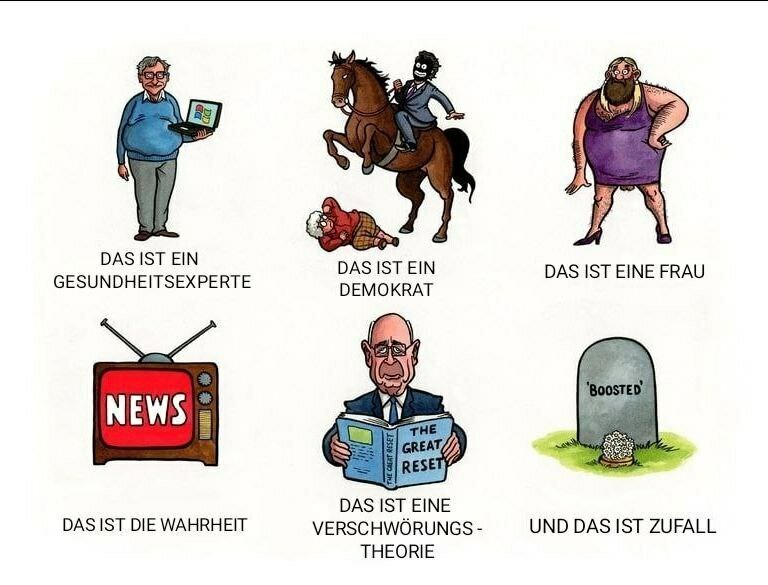 DAS IST EIN
GESUNDHEITSEXPERTE
DAS IST EIN
DEMOKRAT
DAS IST EINE FRAU
NEWS
DAS IST DIE WAHRHEIT
THE GREAT RESET
THE
GREAT
RESET
DAS IST EINE
VERSCHWÖRUNGS -
THEORIE
'BOOSTED'
UND DAS IST ZUFALL